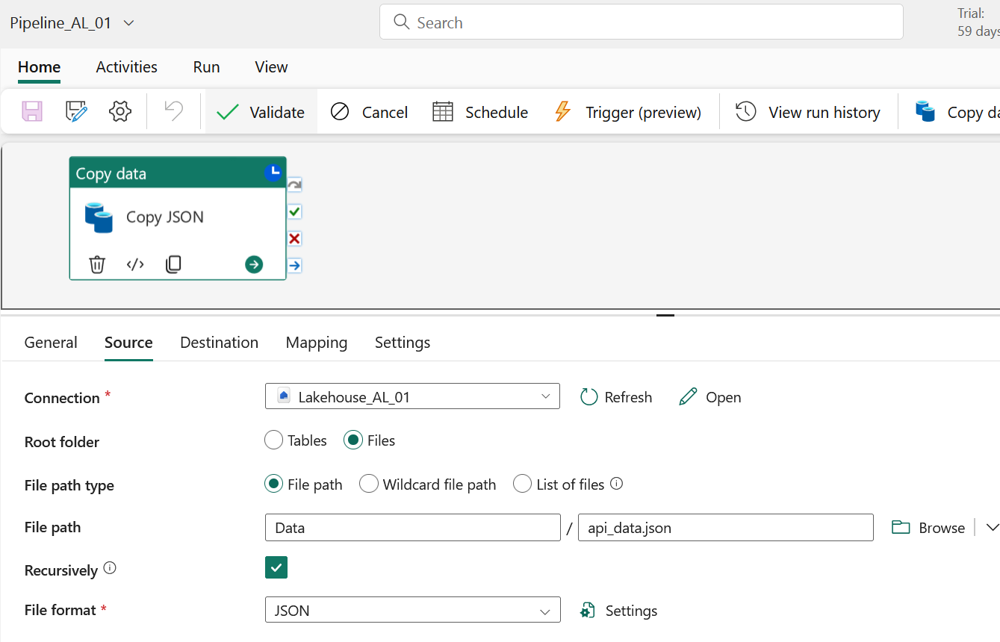 Pipeline_AL_01
Search
Trial:
59 days
Home Activities Run View
Validate Cancel Schedule Trigger (preview) View run history Copy da
Copy data
Copy JSON
General Source Destination Mapping Settings
Connection * Lakehouse_AL_01 Refresh Open
Root folder Tables Files
File path type File path Wildcard file path List of files
File path Data / api_data.json Browse
Recursively
File format * JSON Settings